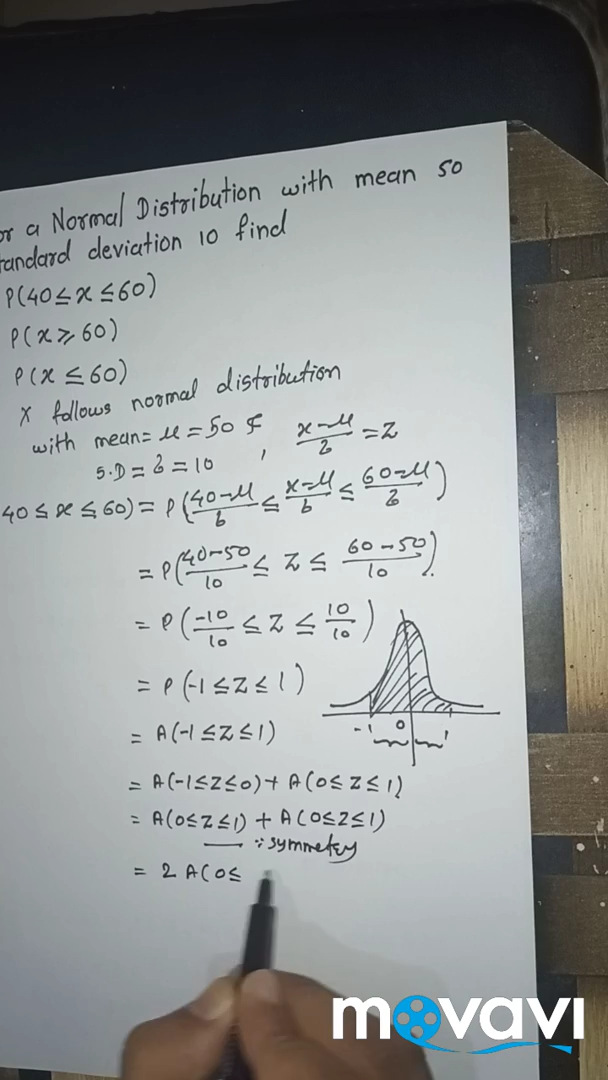 or a Normal Distribution with mean 50
tandard deviation 10 find
P(40≤x≤60)
P(x≥60)
P(x≤60)
X follows normal distribution
with mean=μ=50 &
S.D=σ=10 , x-μ/σ=Z
40≤x≤60)=P(40-μ/σ≤x-μ/σ≤60-μ/σ)
=P(40-50/10≤Z≤60-50/10)
=P(-10/10≤Z≤10/10)
=P(-1≤Z≤1)
=A(-1≤Z≤1)
-1 0 1
=A(-1≤Z≤0)+A(0≤Z≤1)
=A(0≤Z≤1)+A(0≤Z≤1)
∵symmetry
=2A(0≤
movavi